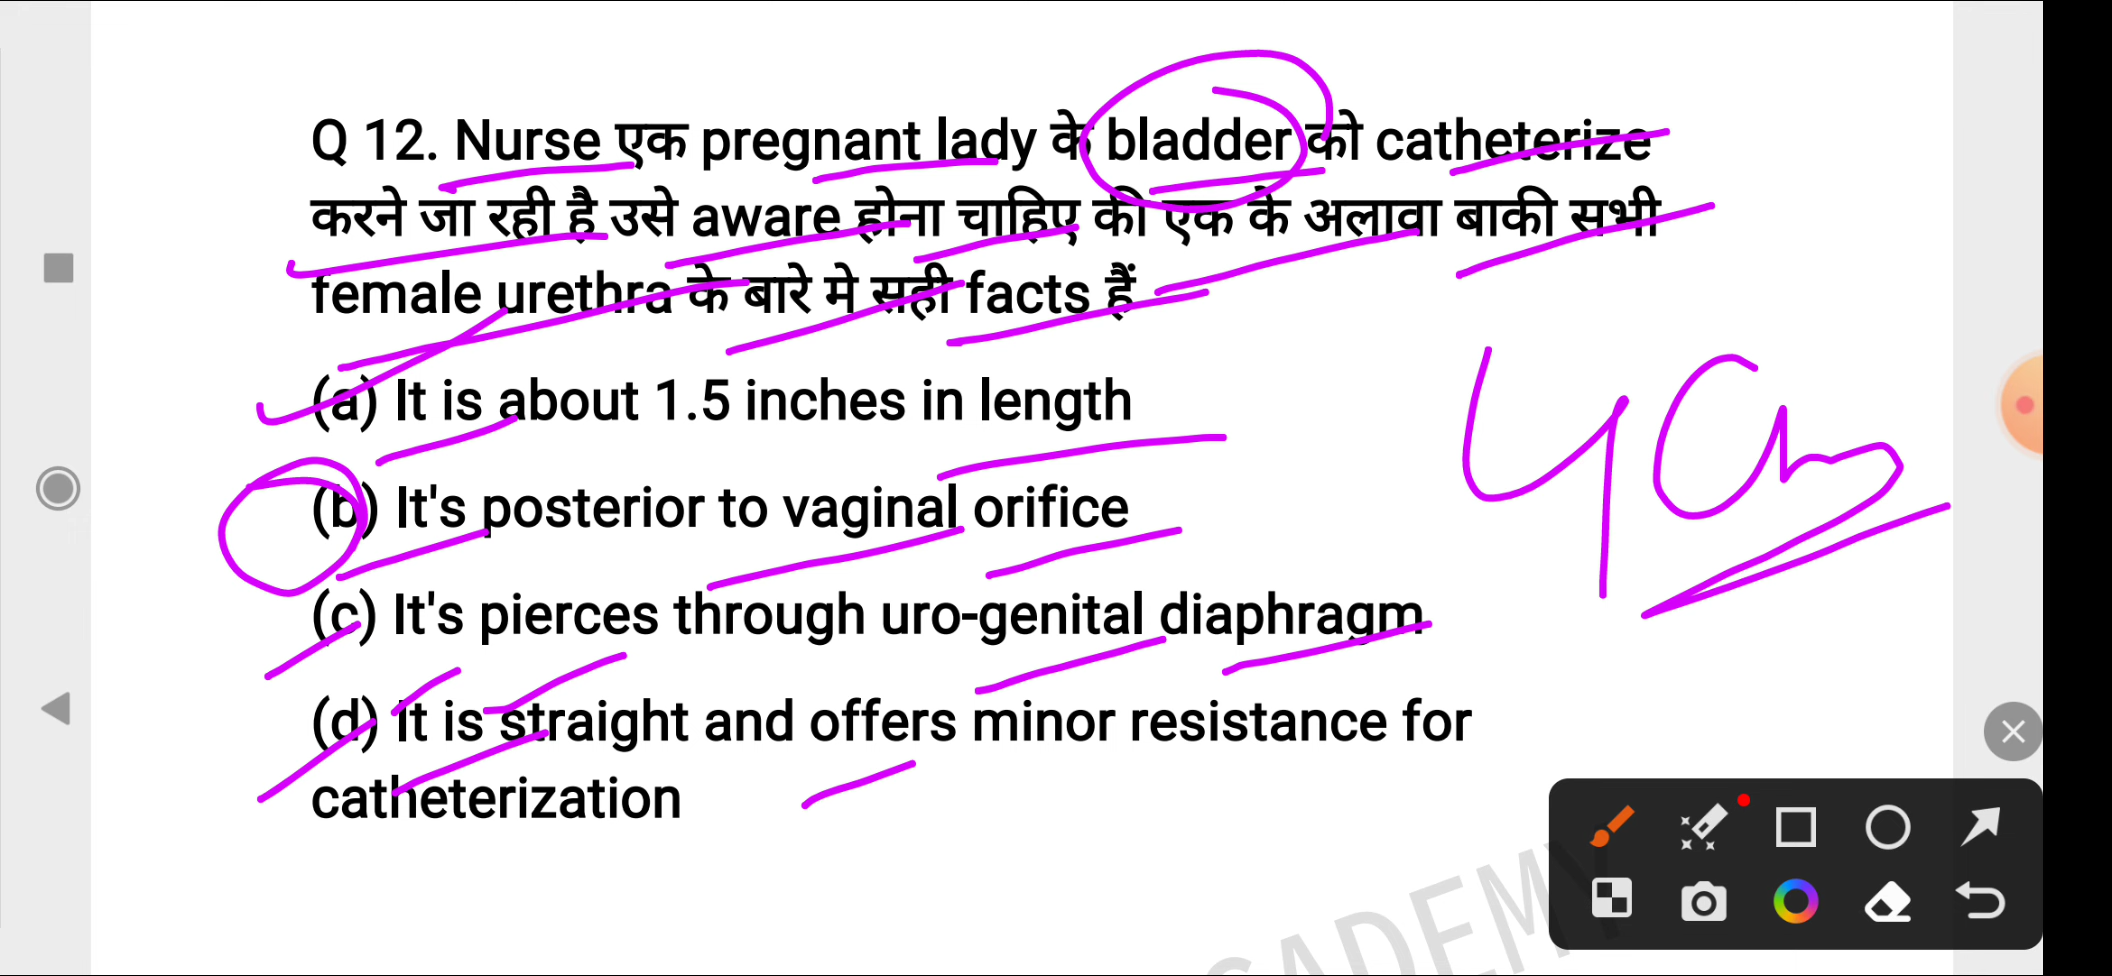 Q 12. Nurse एक pregnant lady के bladder को catheterize
करने जा रही है उसे aware होना चाहिए की एक के अलावा बाकी सभी
female urethra के बारे मे सही facts हैं
(a) It is about 1.5 inches in length
4 cm
(b) It's posterior to vaginal orifice
(c) It's pierces through uro-genital diaphragm
(d) It is straight and offers minor resistance for
catheterization